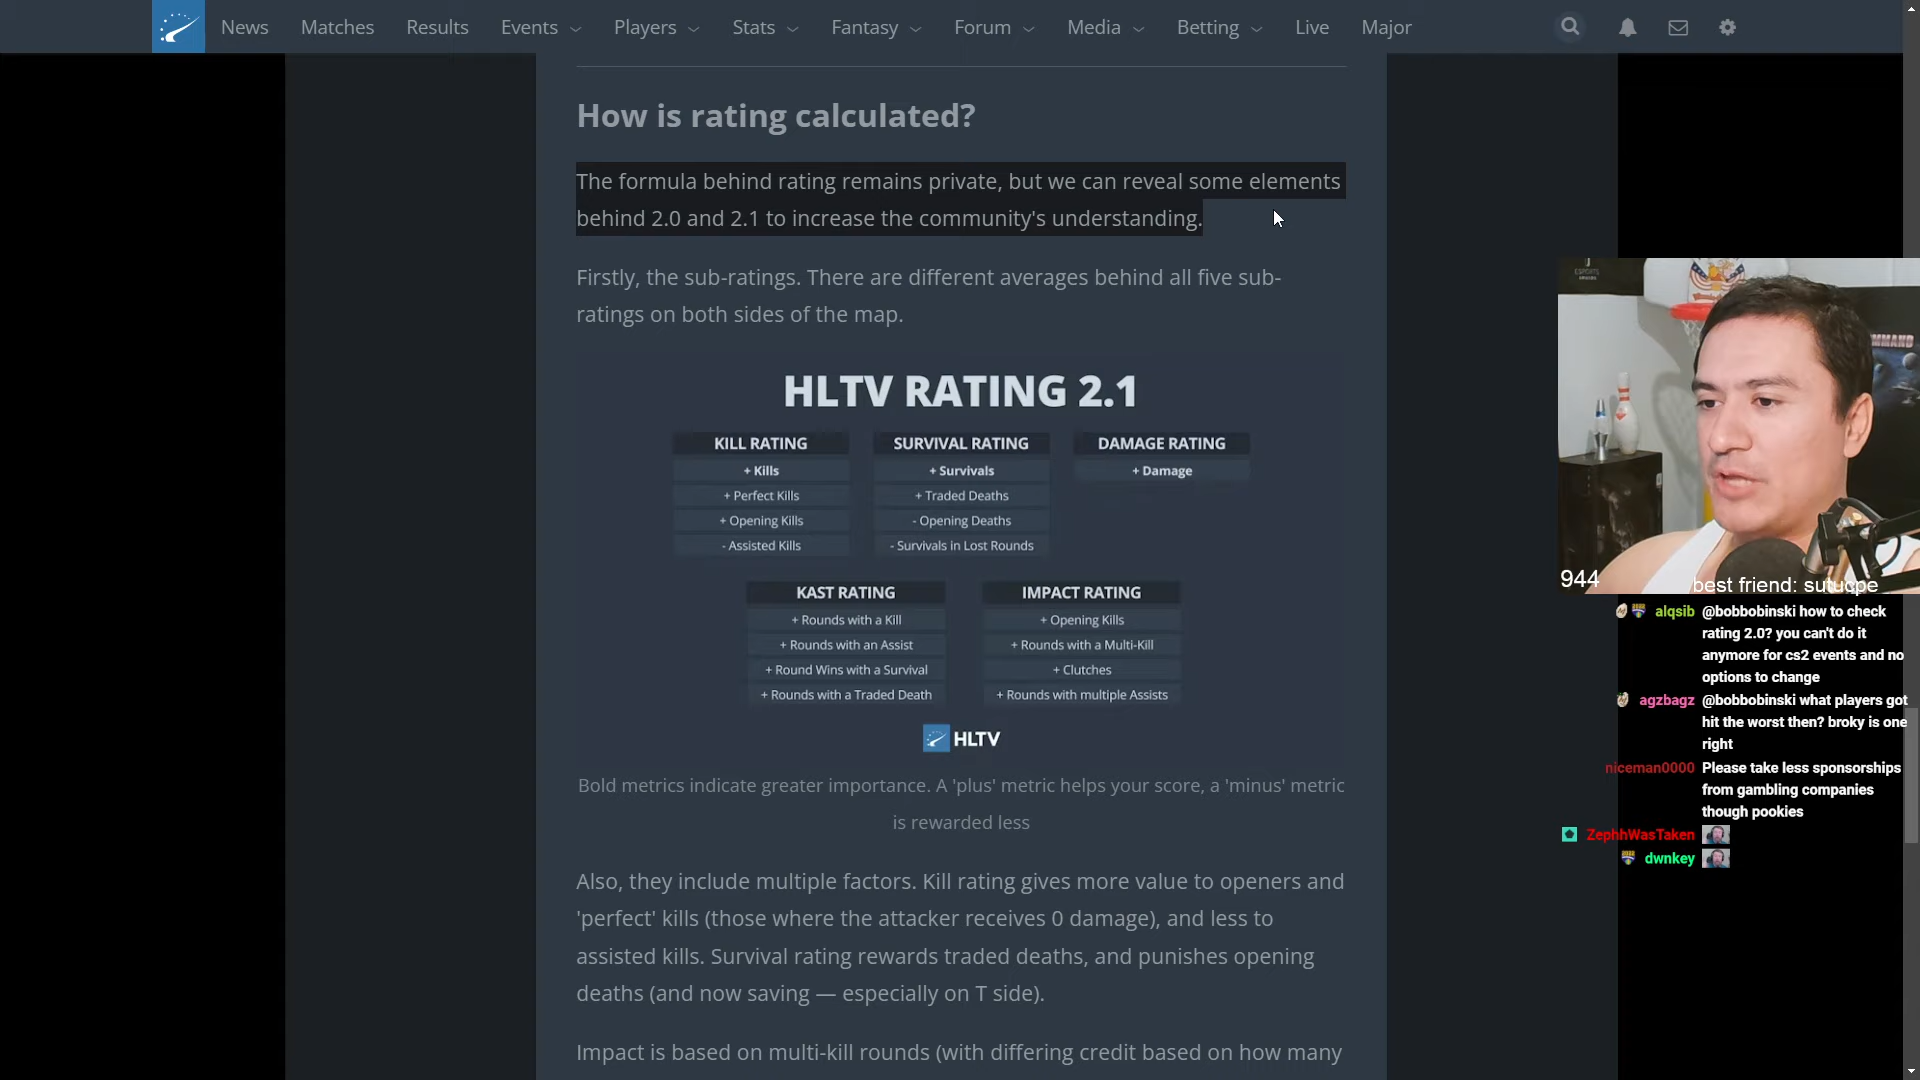 News Matches Results Events Players Stats Fantasy Forum Media Betting Live Major
How is rating calculated?
The formula behind rating remains private, but we can reveal some elements
behind 2.0 and 2.1 to increase the community's understanding.
Firstly, the sub-ratings. There are different averages behind all five sub-
ratings on both sides of the map.
HLTV RATING 2.1
KILL RATING SURVIVAL RATING DAMAGE RATING
+ Kills + Survivals + Damage
+ Perfect Kills + Traded Deaths
+ Opening Kills - Opening Deaths
- Assisted Kills - Survivals in Lost Rounds
KAST RATING IMPACT RATING
+ Rounds with a Kill + Opening Kills
+ Rounds with an Assist + Rounds with a Multi-Kill
+ Round Wins with a Survival + Clutches
+ Rounds with a Traded Death + Rounds with multiple Assists
HLTV
Bold metrics indicate greater importance. A 'plus' metric helps your score, a 'minus' metric
is rewarded less
Also, they include multiple factors. Kill rating gives more value to openers and
'perfect' kills (those where the attacker receives 0 damage), and less to
assisted kills. Survival rating rewards traded deaths, and punishes opening
deaths (and now saving — especially on T side).
Impact is based on multi-kill rounds (with differing credit based on how many
944
best friend: sutucpe
alqsib @bobbobinski how to check
rating 2.0? you can't do it
anymore for cs2 events and no
options to change
agzbagz @bobbobinski what players got
hit the worst then? broky is one
right
niceman0000 Please take less sponsorships
from gambling companies
though pookies
ZephhWasTaken
dwnkey